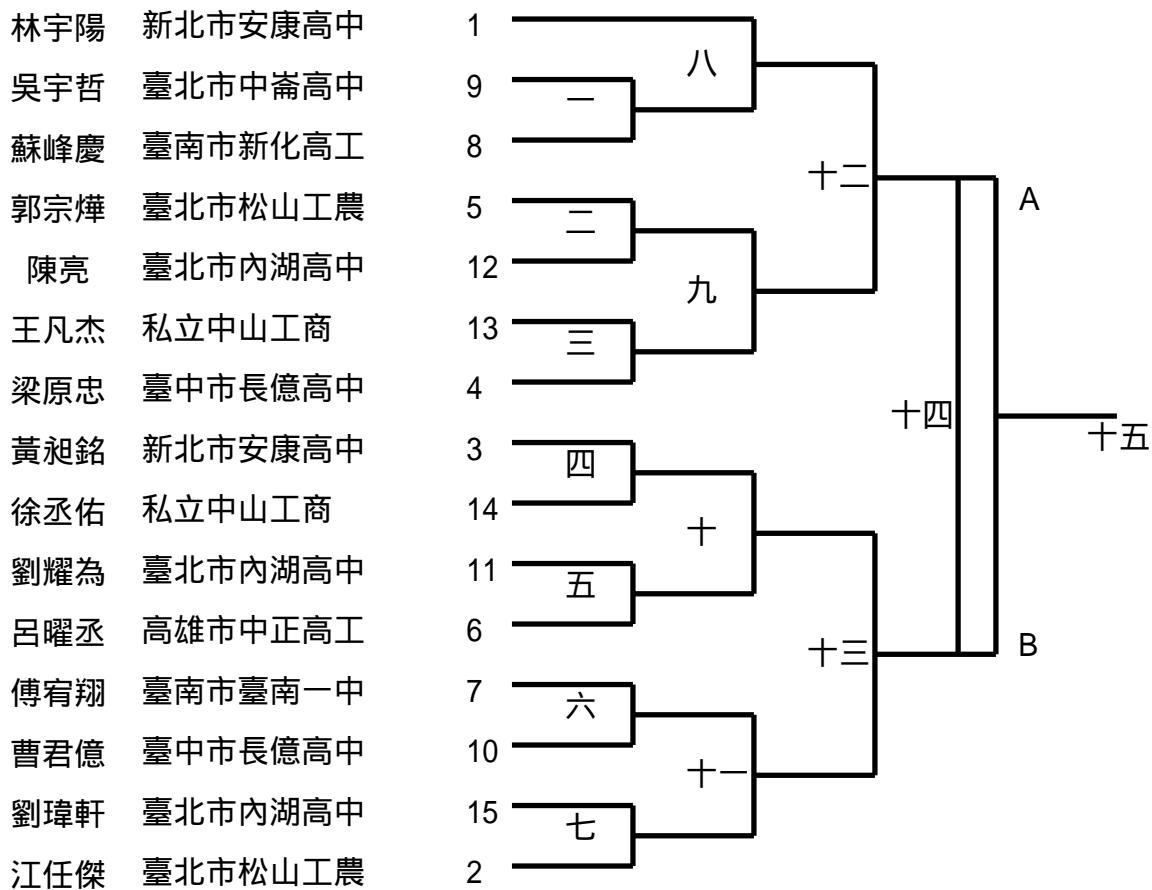 林宇陽 新北市安康高中 1
八
吳宇哲 臺北市中崙高中 9
一
蘇峰慶 臺南市新化高工 8
十二
郭宗燁 臺北市松山工農 5
A
二
陳亮 臺北市內湖高中 12
九
王凡杰 私立中山工商 13
三
梁原忠 臺中市長億高中 4
十四
十五
黃昶銘 新北市安康高中 3
四
徐丞佑 私立中山工商 14
十
劉耀為 臺北市內湖高中 11
五
呂曜丞 高雄市中正高工 6
十三
B
傅宥翔 臺南市臺南一中 7
六
曹君億 臺中市長億高中 10
十一
劉瑋軒 臺北市內湖高中 15
七
江任傑 臺北市松山工農 2